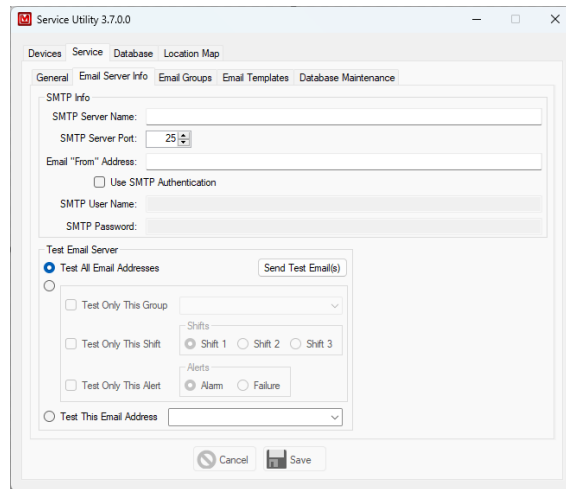 Service Utility 3.7.0.0
Devices Service Database Location Map
General Email Server Info Email Groups Email Templates Database Maintenance
SMTP Info
SMTP Server Name:
SMTP Server Port: 25
Email "From" Address:
Use SMTP Authentication
SMTP User Name:
SMTP Password:
Test Email Server
Test All Email Addresses Send Test Email(s)
Test Only This Group
Shifts
Test Only This Shift Shift 1 Shift 2 Shift 3
Alerts
Test Only This Alert Alarm Failure
Test This Email Address
Cancel Save